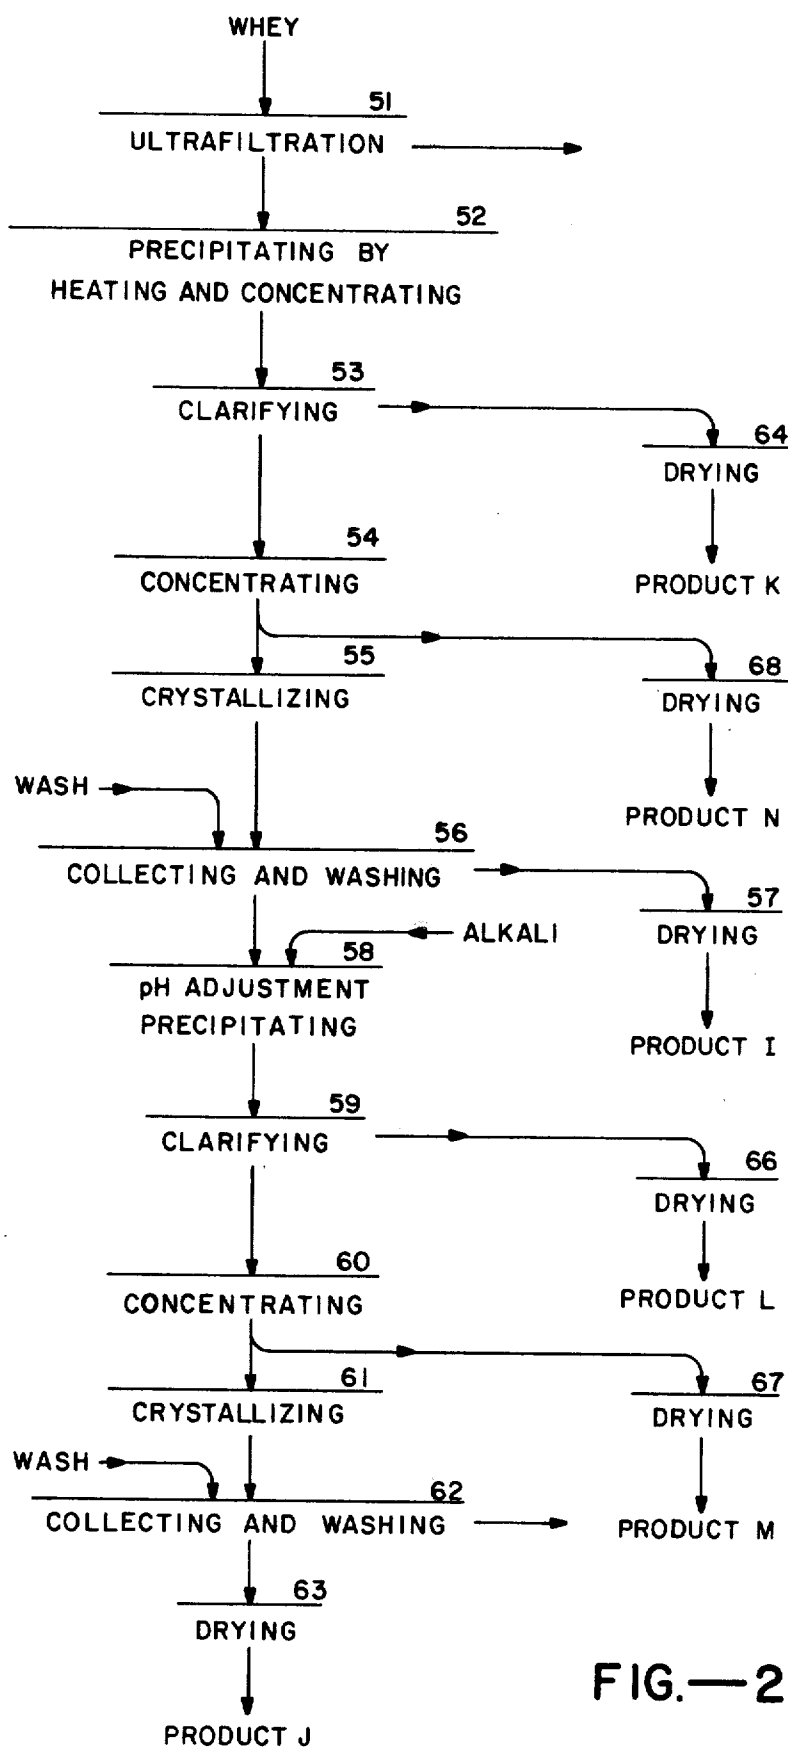 WHEY
51
ULTRAFILTRATION
52
PRECIPITATING BY
HEATING AND CONCENTRATING
53
CLARIFYING
64
DRYING
PRODUCT K
54
CONCENTRATING
55
CRYSTALLIZING
68
DRYING
PRODUCT N
WASH
56
COLLECTING AND WASHING
57
DRYING
PRODUCT I
ALKALI
58
pH ADJUSTMENT
PRECIPITATING
59
CLARIFYING
66
DRYING
PRODUCT L
60
CONCENTRATING
61
CRYSTALLIZING
67
DRYING
PRODUCT M
WASH
62
COLLECTING AND WASHING
63
DRYING
PRODUCT J
FIG.—2